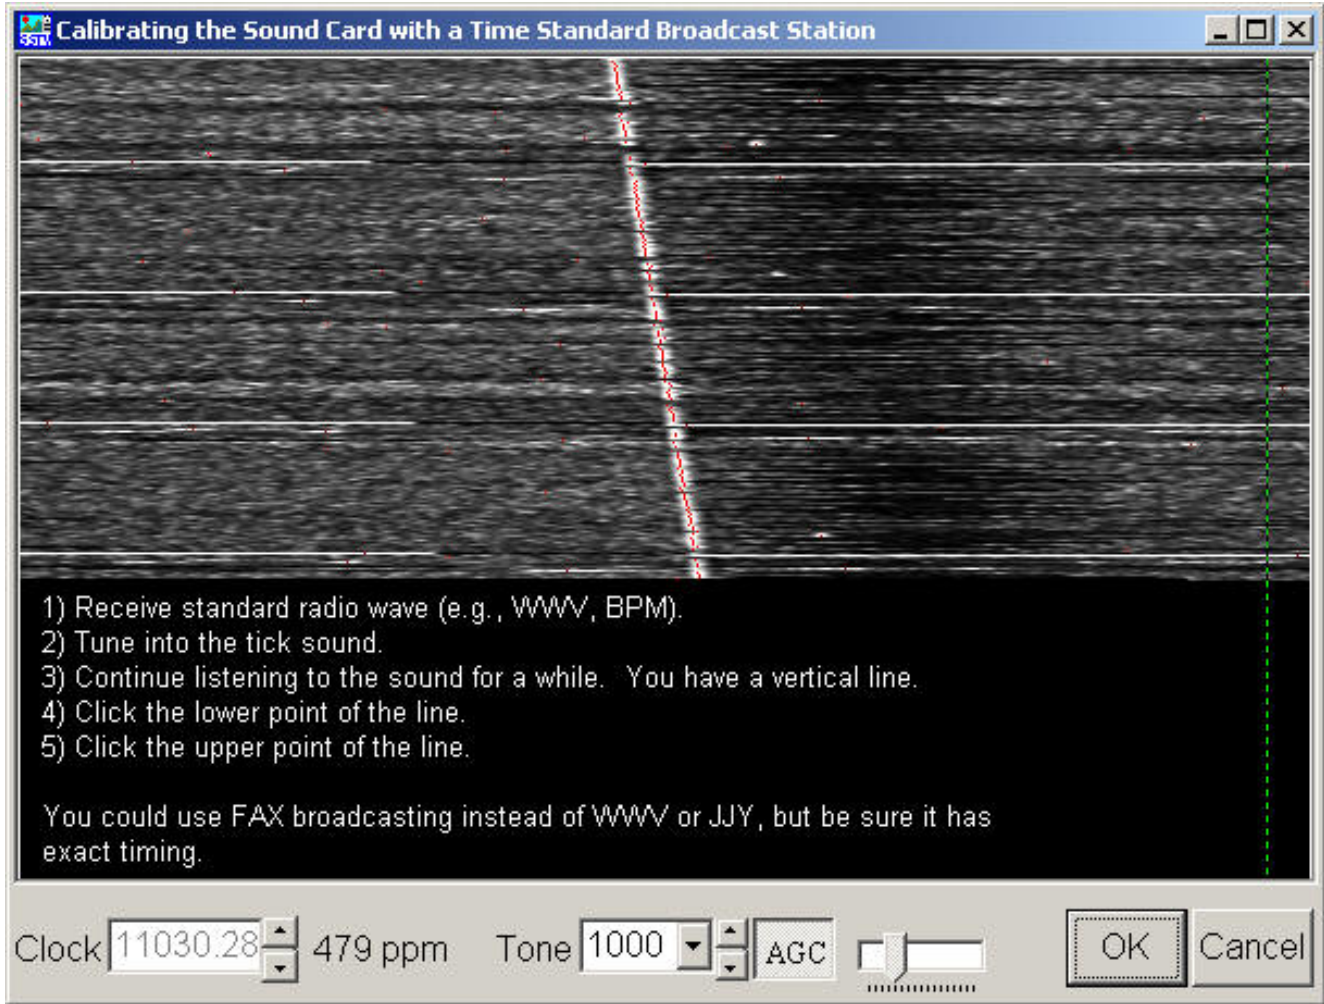 Calibrating the Sound Card with a Time Standard Broadcast Station
1) Receive standard radio wave (e.g., WWV, BPM).
2) Tune into the tick sound.
3) Continue listening to the sound for a while. You have a vertical line.
4) Click the lower point of the line.
5) Click the upper point of the line.
You could use FAX broadcasting instead of WWV or JJY, but be sure it has
exact timing.
Clock 11030.28 479 ppm Tone 1000 AGC OK Cancel